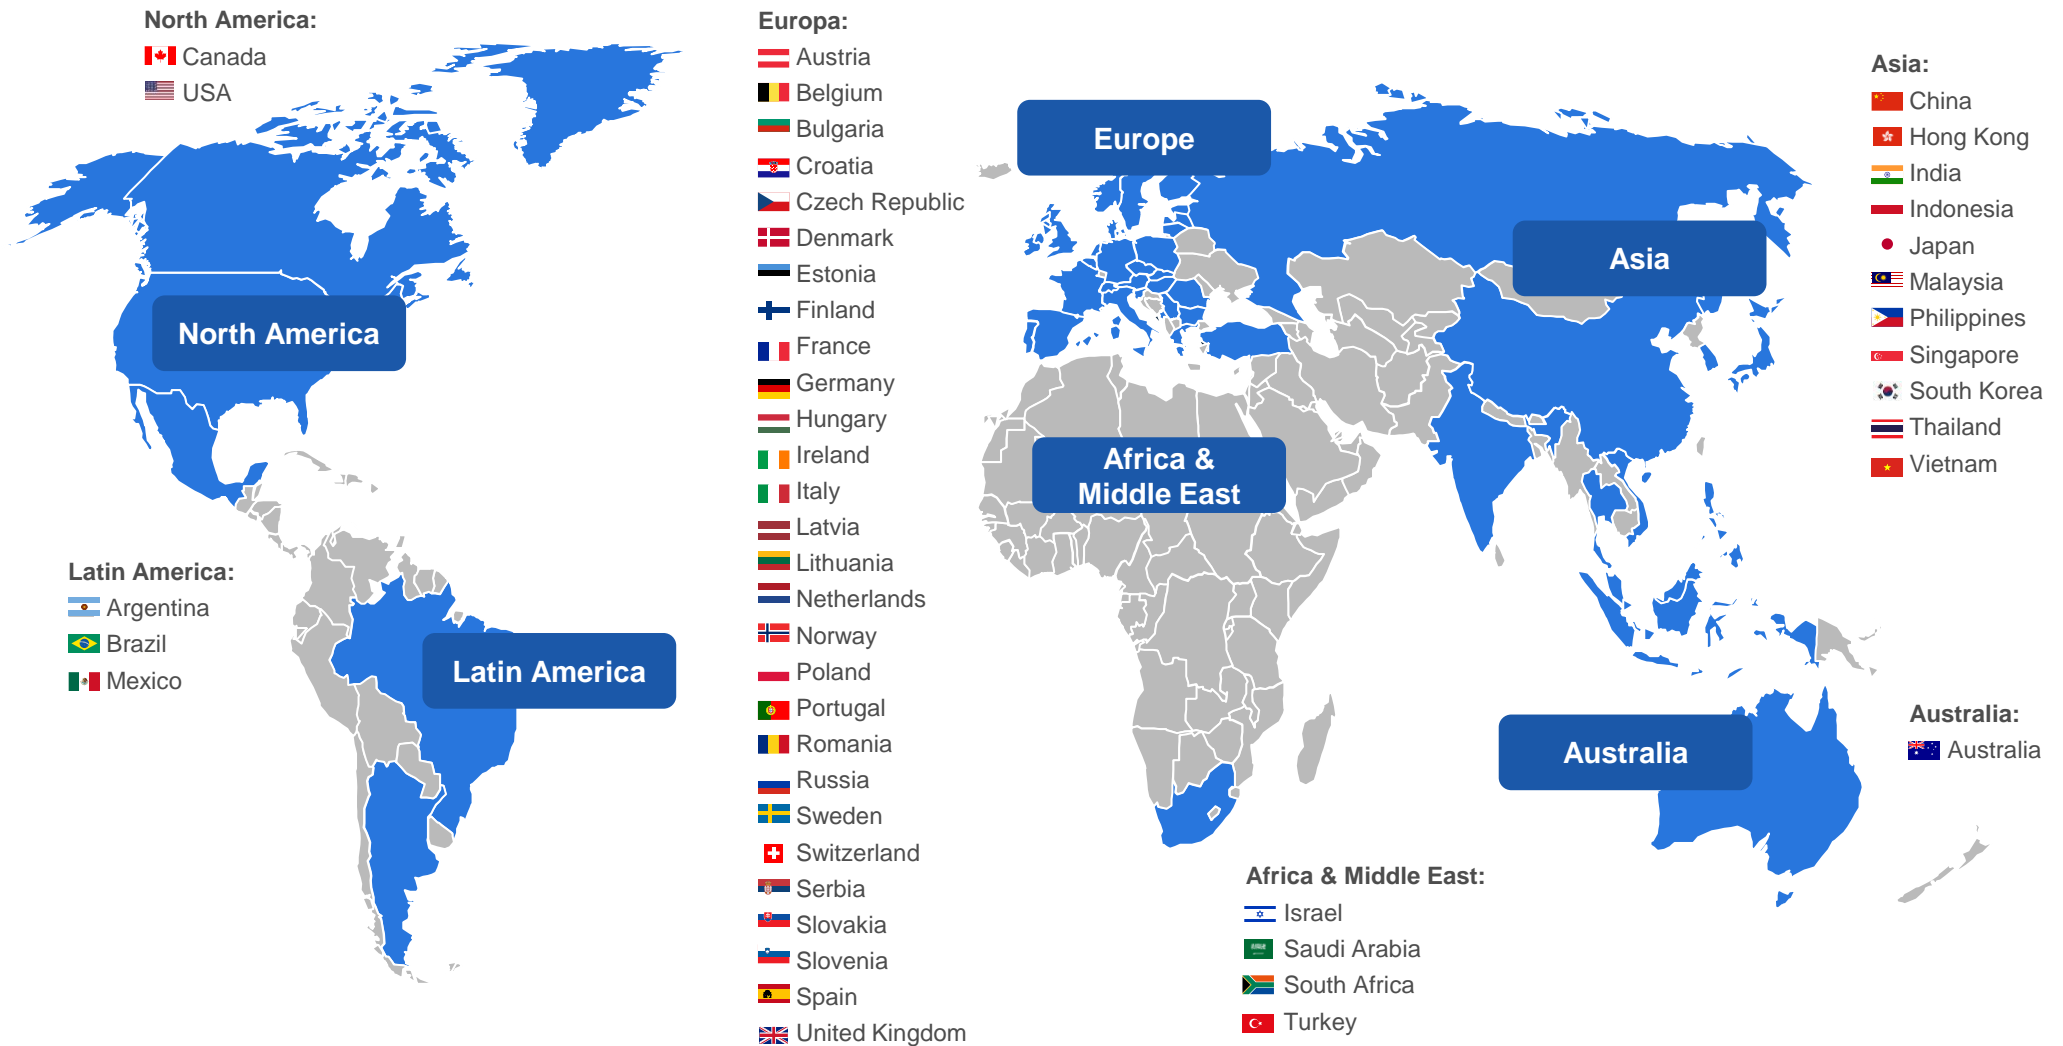 North America:
Canada
USA
Europa:
Austria
Belgium
Bulgaria
Croatia
Czech Republic
Denmark
Estonia
Finland
France
Germany
Hungary
Ireland
Italy
Latvia
Lithuania
Netherlands
Norway
Poland
Portugal
Romania
Russia
Sweden
Switzerland
Serbia
Slovakia
Slovenia
Spain
United Kingdom
Asia:
China
Hong Kong
India
Indonesia
Japan
Malaysia
Philippines
Singapore
South Korea
Thailand
Vietnam
Europe
Asia
North America
Africa &
Middle East
Latin America:
Argentina
Brazil
Mexico
Latin America
Australia
Australia:
Australia
Africa & Middle East:
Israel
Saudi Arabia
South Africa
Turkey